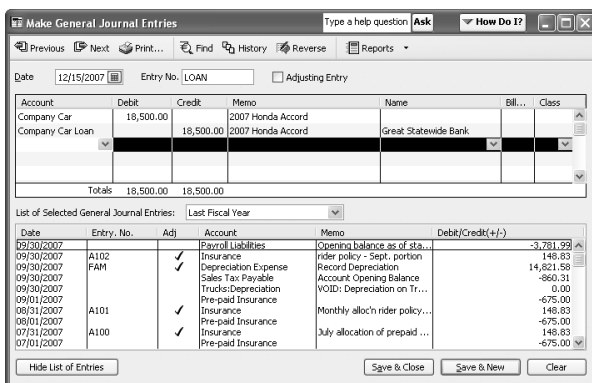 Make General Journal Entries Type a help question Ask How Do I?
Previous Next Print... Find History Reverse Reports
Date 12/15/2007 Entry No. LOAN Adjusting Entry
Account Debit Credit Memo Name Bill... Class
Company Car 18,500.00 2007 Honda Accord
Company Car Loan 18,500.00 2007 Honda Accord Great Statewide Bank
Totals 18,500.00 18,500.00
List of Selected General Journal Entries: Last Fiscal Year
Date Entry. No. Adj Account Memo Debit/Credit(+/-)
09/30/2007 Payroll Liabilities Opening balance as of sta... -3,781.99
09/30/2007 A102 ✓ Insurance rider policy - Sept. portion 148.83
09/30/2007 FAM ✓ Depreciation Expense Record Depreciation 14,821.58
09/30/2007 Sales Tax Payable Account Opening Balance -860.31
09/30/2007 Trucks:Depreciation VOID: Depreciation on Tr... 0.00
09/01/2007 Pre-paid Insurance -675.00
08/31/2007 A101 ✓ Insurance Monthly alloc'n rider policy... 148.83
08/01/2007 Pre-paid Insurance -675.00
07/31/2007 A100 ✓ Insurance July allocation of prepaid ... 148.83
07/01/2007 Pre-paid Insurance -675.00
Hide List of Entries Save & Close Save & New Clear